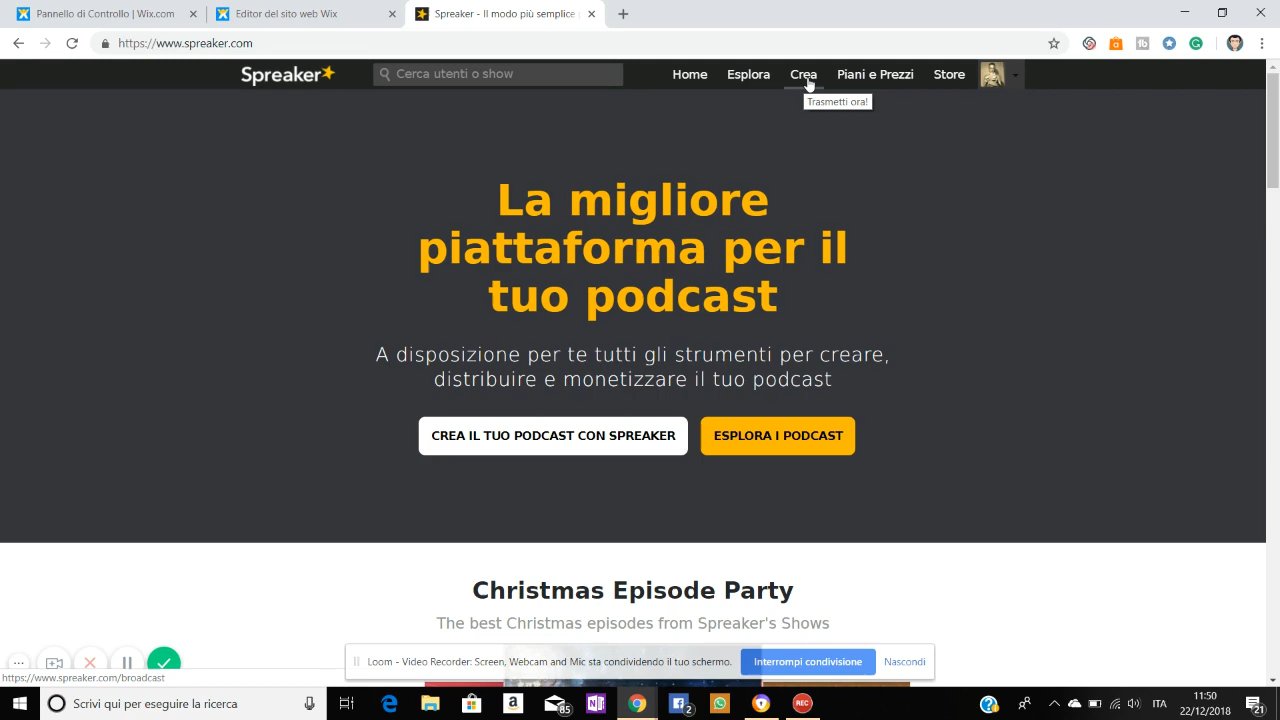 Pannello di Controllo | Wix.com
Editor del sito web Wix
Spreaker - Il modo più semplice
https://www.spreaker.com
Spreaker
Cerca utenti o show
Home
Esplora
Crea
Piani e Prezzi
Store
Trasmetti ora!
La migliore
piattaforma per il
tuo podcast
A disposizione per te tutti gli strumenti per creare,
distribuire e monetizzare il tuo podcast
CREA IL TUO PODCAST CON SPREAKER
ESPLORA I PODCAST
Christmas Episode Party
The best Christmas episodes from Spreaker's Shows
Loom - Video Recorder: Screen, Webcam and Mic sta condividendo il tuo schermo.
Interrompi condivisione
Nascondi
https://www.spreaker.com/broadcast
Scrivi qui per eseguire la ricerca
85
2
REC
ITA
11:50
22/12/2018
21